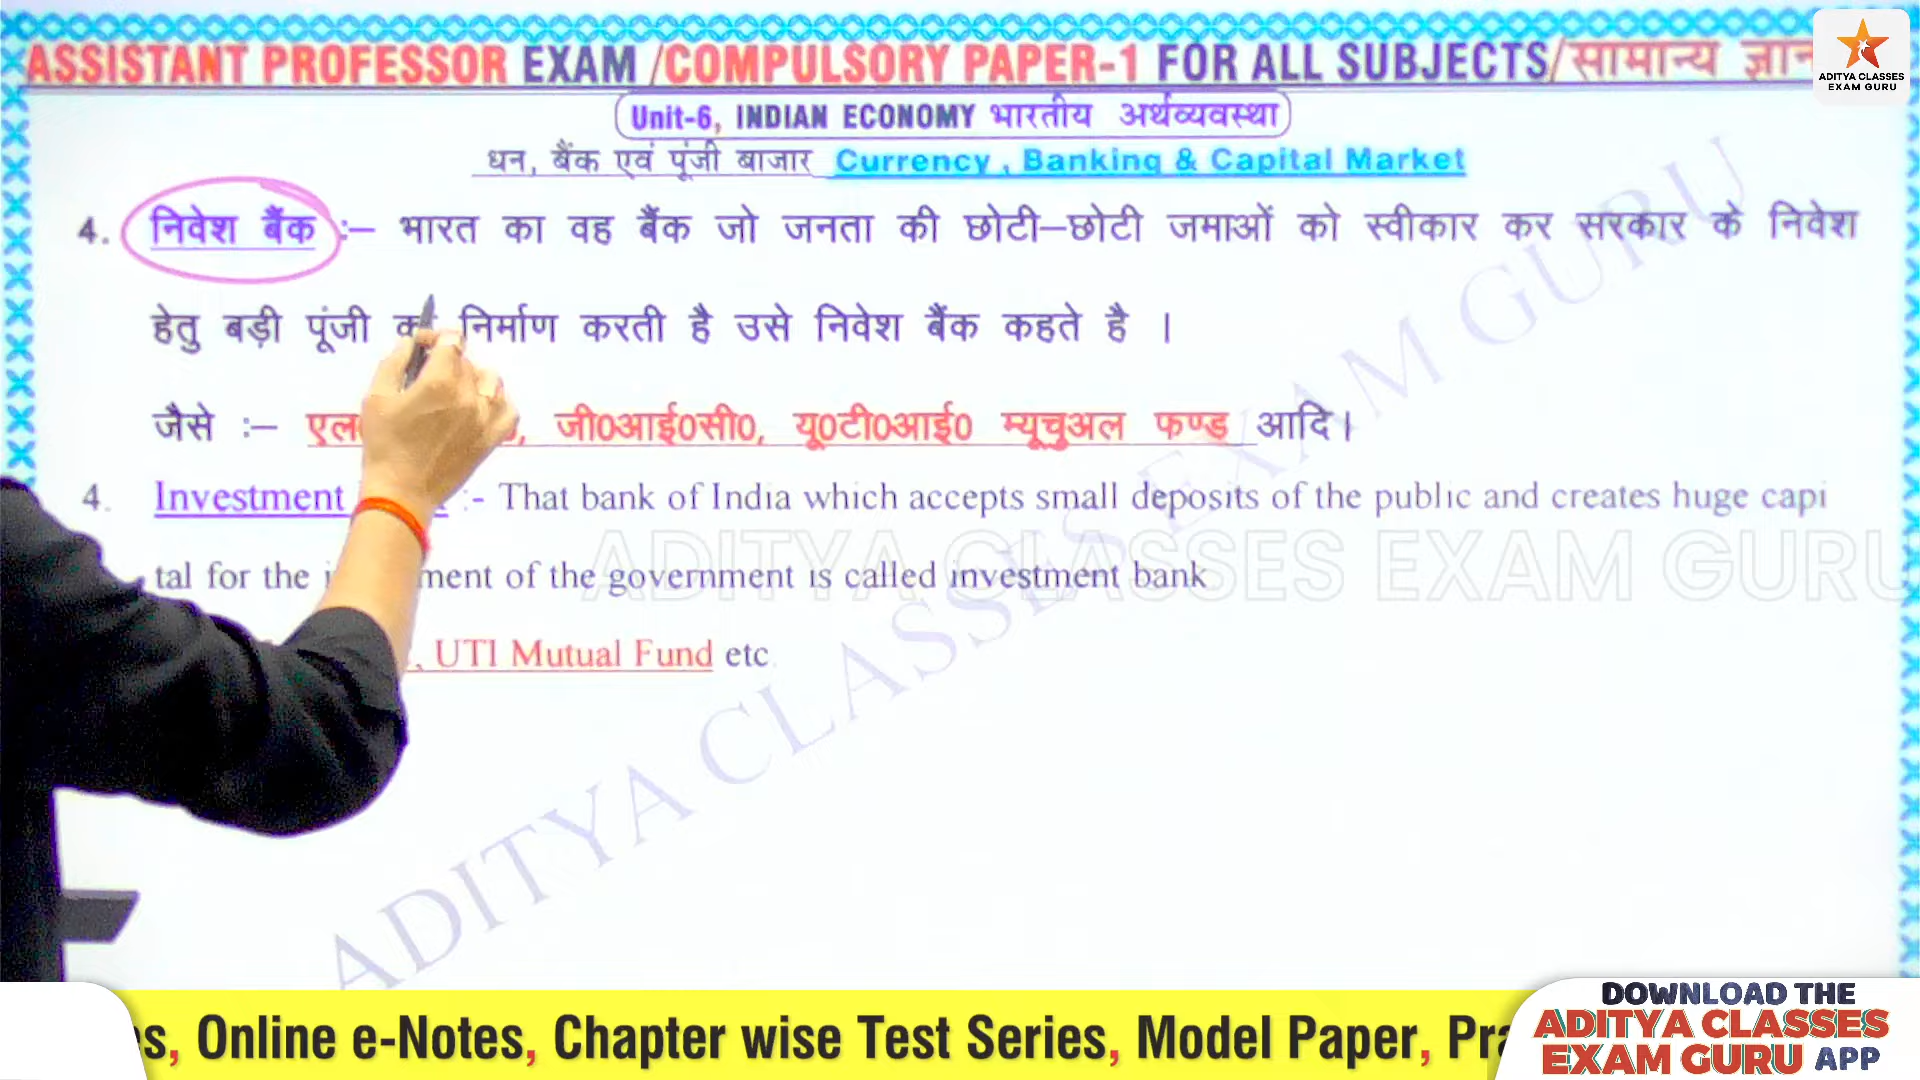 ASSISTANT PROFESSOR EXAM /COMPULSORY PAPER-1 FOR ALL SUBJECTS/सामान्य
ADITYA CLASSES
EXAM GURU
Unit-6, INDIAN ECONOMY भारतीय अर्थव्यवस्था
धन, बैंक एवं पूंजी बाजार Currency , Banking & Capital Market
4. निवेश बैंक :– भारत का वह बैंक जो जनता की छोटी–छोटी जमाओं को स्वीकार कर सरकार के निवेश
हेतु बड़ी पूंजी निर्माण करती है उसे निवेश बैंक कहते है ।
जैसे :– जी0आई0सी0, यू0टी0आई0 म्यूचुअल फण्ड आदि।
4. Investment :- That bank of India which accepts small deposits of the public and creates huge capi
tal for the of the government is called investment bank
, UTI Mutual Fund etc
ADITYA CLASSES EXAM GURU
ADITYA CLASSES EXAM GURU
Online e-Notes, Chapter wise Test Series, Model Paper,
DOWNLOAD THE
ADITYA CLASSES
EXAM GURU APP